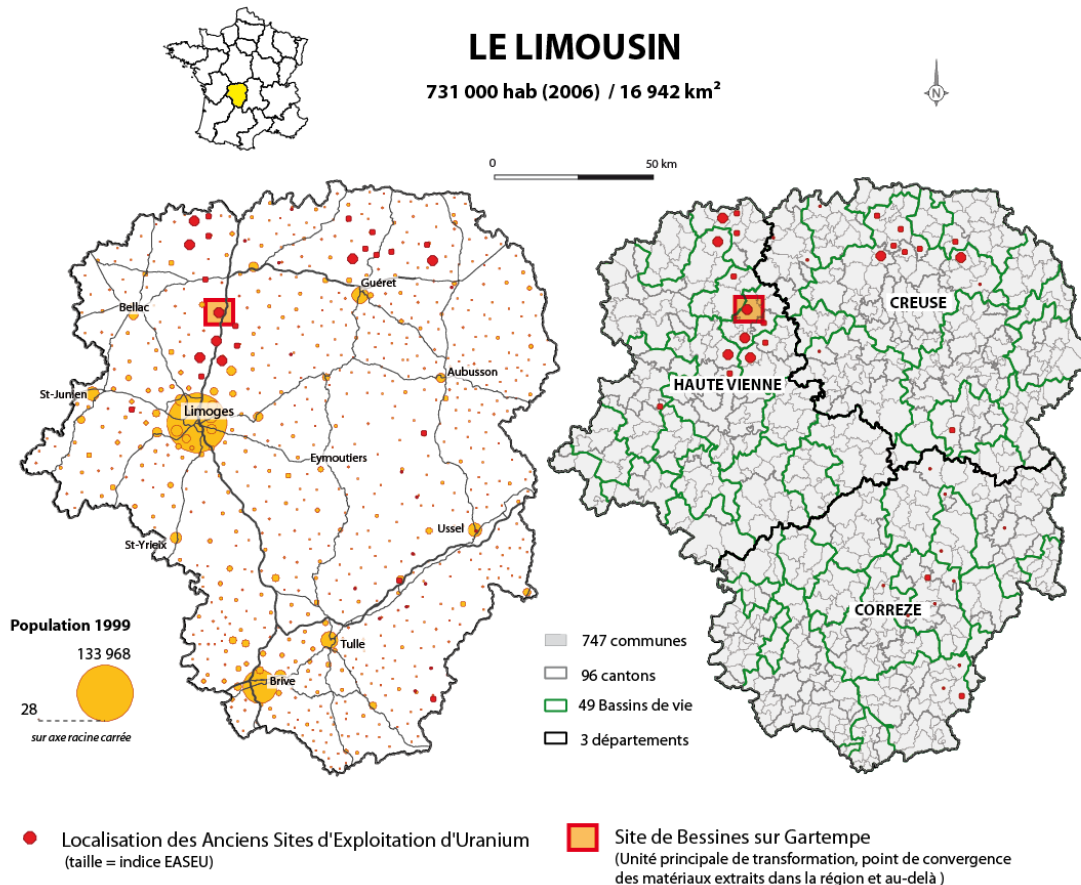 LE LIMOUSIN
731 000 hab (2006) / 16 942 km²
N
0
50 km
Bellac
Guéret
Aubusson
St-Junien
Limoges
Eymoutiers
Ussel
St-Yrieix
Tulle
Brive
CREUSE
HAUTE VIENNE
CORREZE
Population 1999
133 968
28
sur axe racine carrée
747 communes
96 cantons
49 Bassins de vie
3 départements
Localisation des Anciens Sites d'Exploitation d'Uranium
(taille = indice EASEU)
Site de Bessines sur Gartempe
(Unité principale de transformation, point de convergence
des matériaux extraits dans la région et au-delà )